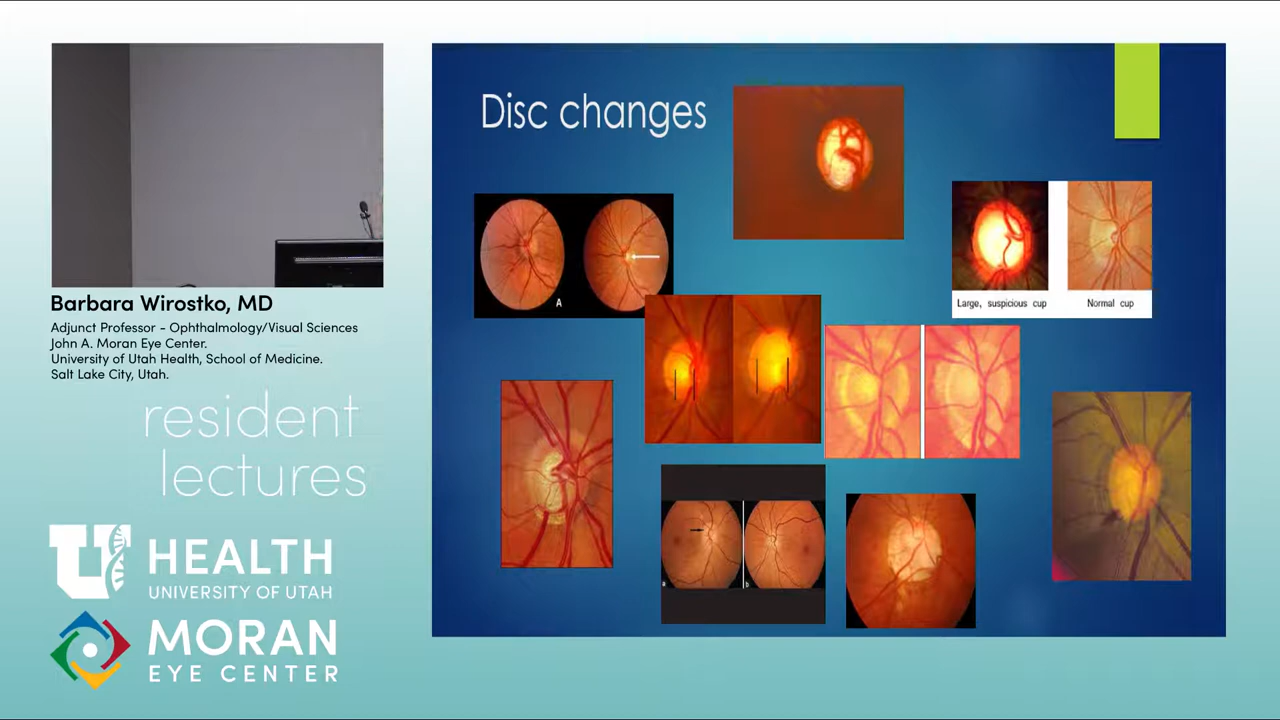 Disc changes
A
Large, suspicious cup
Normal cup
a
b
Barbara Wirostko, MD
Adjunct Professor - Ophthalmology/Visual Sciences
John A. Moran Eye Center.
University of Utah Health, School of Medicine.
Salt Lake City, Utah.
resident
lectures
U HEALTH
UNIVERSITY OF UTAH
MORAN
EYE CENTER